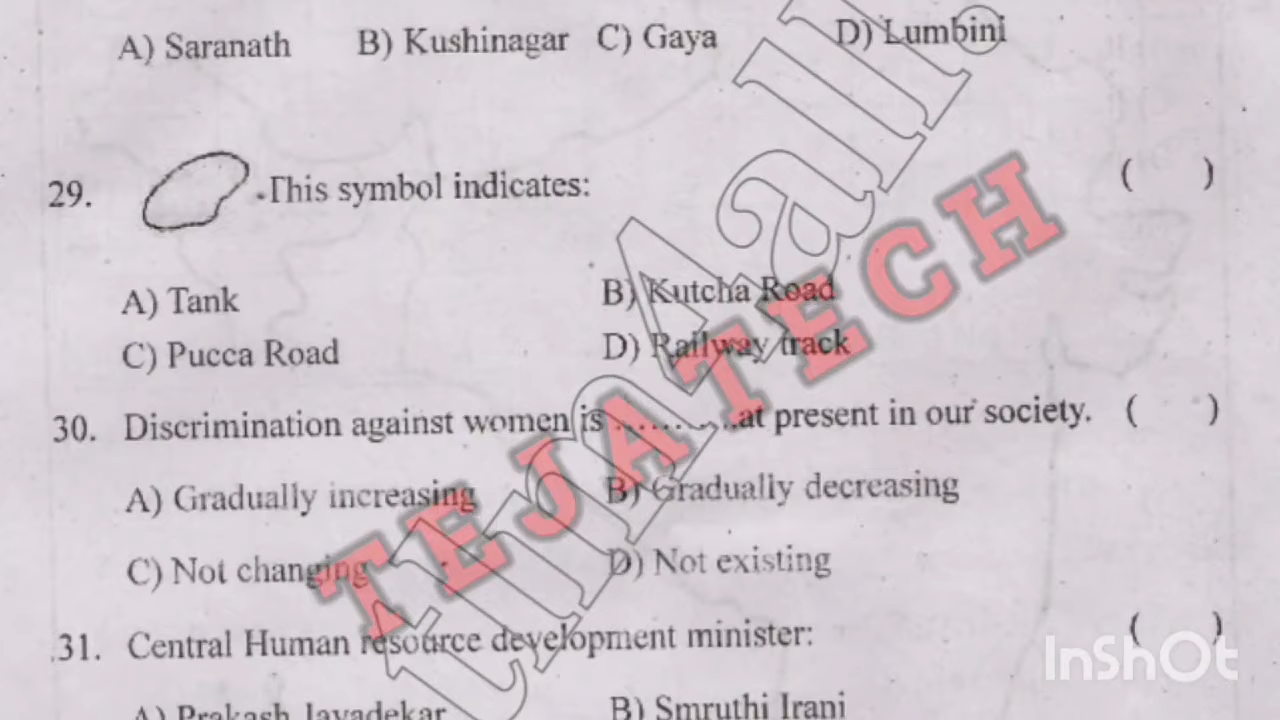 A) Saranath B) Kushinagar C) Gaya D) Lumbini
29. This symbol indicates: ( )
A) Tank B) Kutcha Road
C) Pucca Road D) Railway track
30. Discrimination against women is ..........at present in our society. ( )
A) Gradually increasing B) Gradually decreasing
C) Not changing D) Not existing
31. Central Human resource development minister: ( )
A) Prakash Javadekar B) Smruthi Irani
TEJA TECH
InShOt